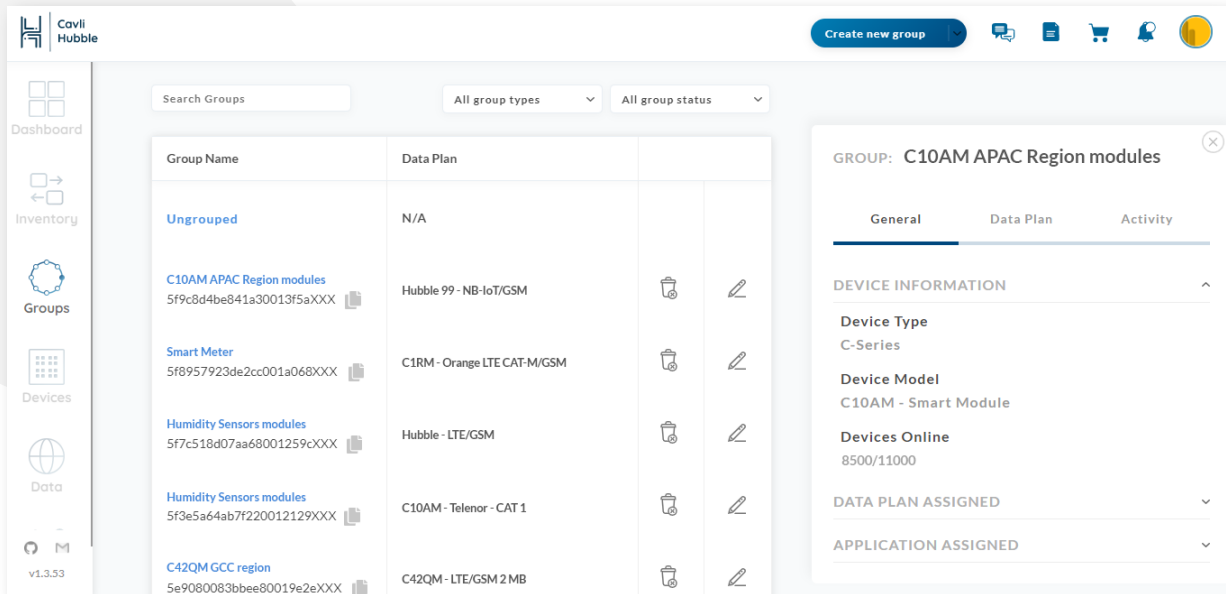 Cavli
Hubble
Create new group
Dashboard
Inventory
Groups
Devices
Data
v1.3.53
Search Groups
All group types
All group status
Group Name
Data Plan
Ungrouped
N/A
C10AM APAC Region modules
5f9c8d4be841a30013f5aXXX
Hubble 99 - NB-IoT/GSM
Smart Meter
5f8957923de2cc001a068XXX
C1RM - Orange LTE CAT-M/GSM
Humidity Sensors modules
5f7c518d07aa68001259cXXX
Hubble - LTE/GSM
Humidity Sensors modules
5f3e5a64ab7f220012129XXX
C10AM - Telenor - CAT 1
C42QM GCC region
5e9080083bbee80019e2eXXX
C42QM - LTE/GSM 2 MB
GROUP: C10AM APAC Region modules
General
Data Plan
Activity
DEVICE INFORMATION
Device Type
C-Series
Device Model
C10AM - Smart Module
Devices Online
8500/11000
DATA PLAN ASSIGNED
APPLICATION ASSIGNED